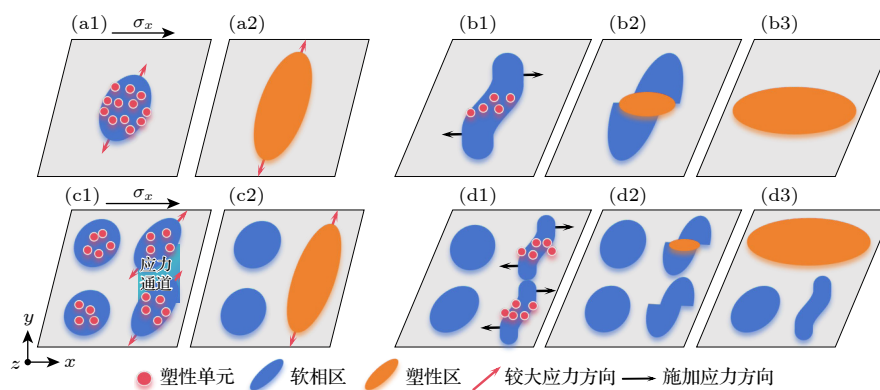 (a1) σx (a2) (b1) (b2) (b3)
(c1) σx (c2) (d1) (d2) (d3)
应力
通道
y
z x
塑性单元 软相区 塑性区 较大应力方向 施加应力方向